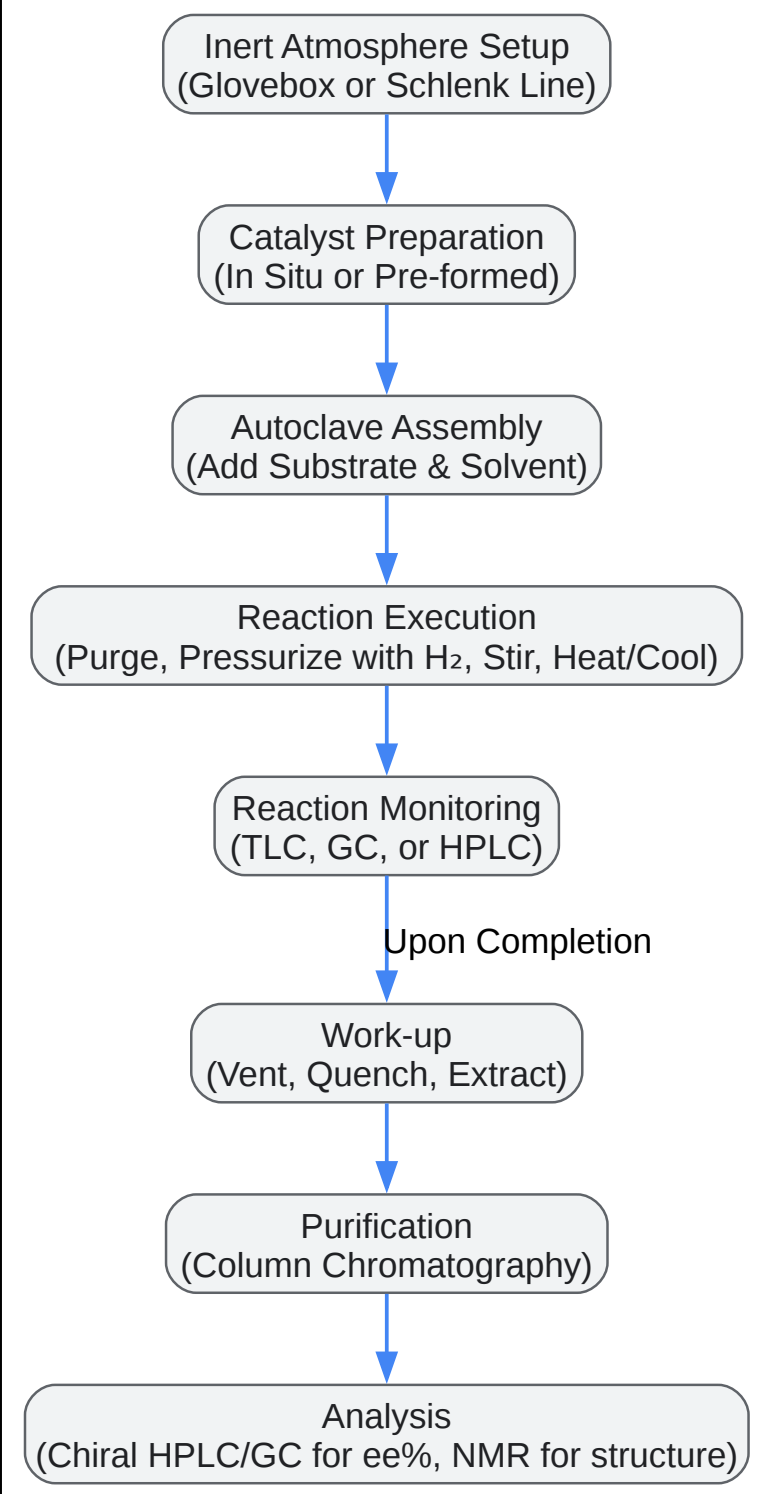 Inert Atmosphere Setup
(Glovebox or Schlenk Line)
Catalyst Preparation
(In Situ or Pre-formed)
Autoclave Assembly
(Add Substrate & Solvent)
Reaction Execution
(Purge, Pressurize with H₂, Stir, Heat/Cool)
Reaction Monitoring
(TLC, GC, or HPLC)
Upon Completion
Work-up
(Vent, Quench, Extract)
Purification
(Column Chromatography)
Analysis
(Chiral HPLC/GC for ee%, NMR for structure)